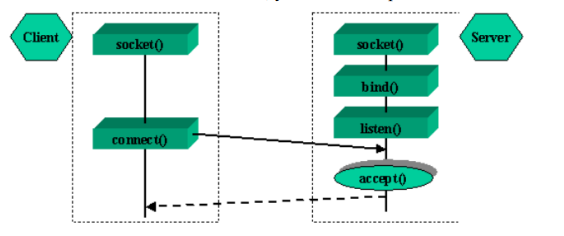 Client
socket()
connect()
socket()
bind()
listen()
accept()
Server